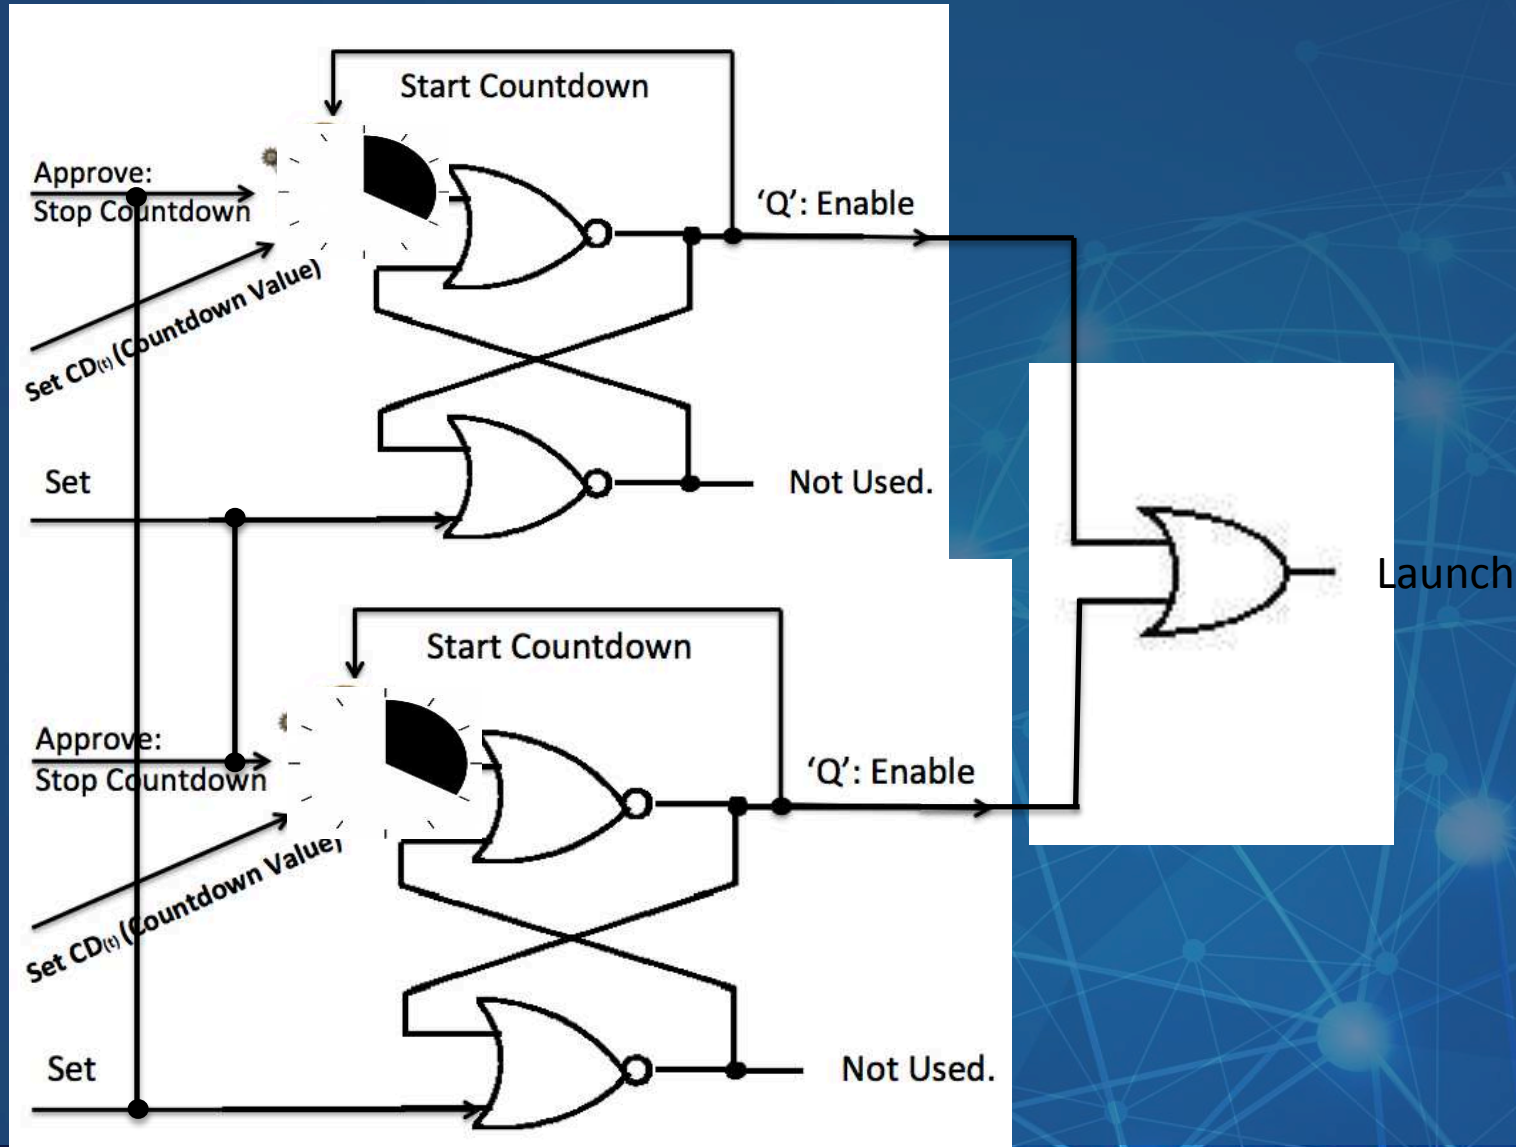 Start Countdown
Approve:
Stop Countdown
'Q': Enable
Set CD(t) (Countdown Value)
Set
Not Used.
Launch
Start Countdown
Approve:
Stop Countdown
'Q': Enable
Set CD(t) (Countdown Value)
Set
Not Used.